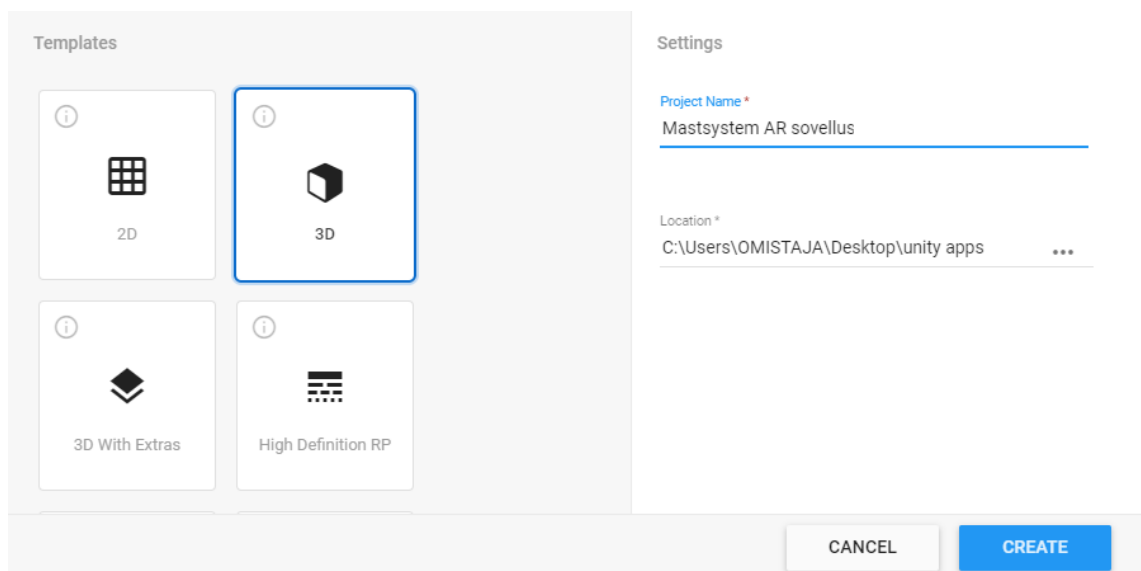 Templates
2D
3D
3D With Extras
High Definition RP
Settings
Project Name *
Mastsystem AR sovellus
Location *
C:\Users\OMISTAJA\Desktop\unity apps
CANCEL
CREATE